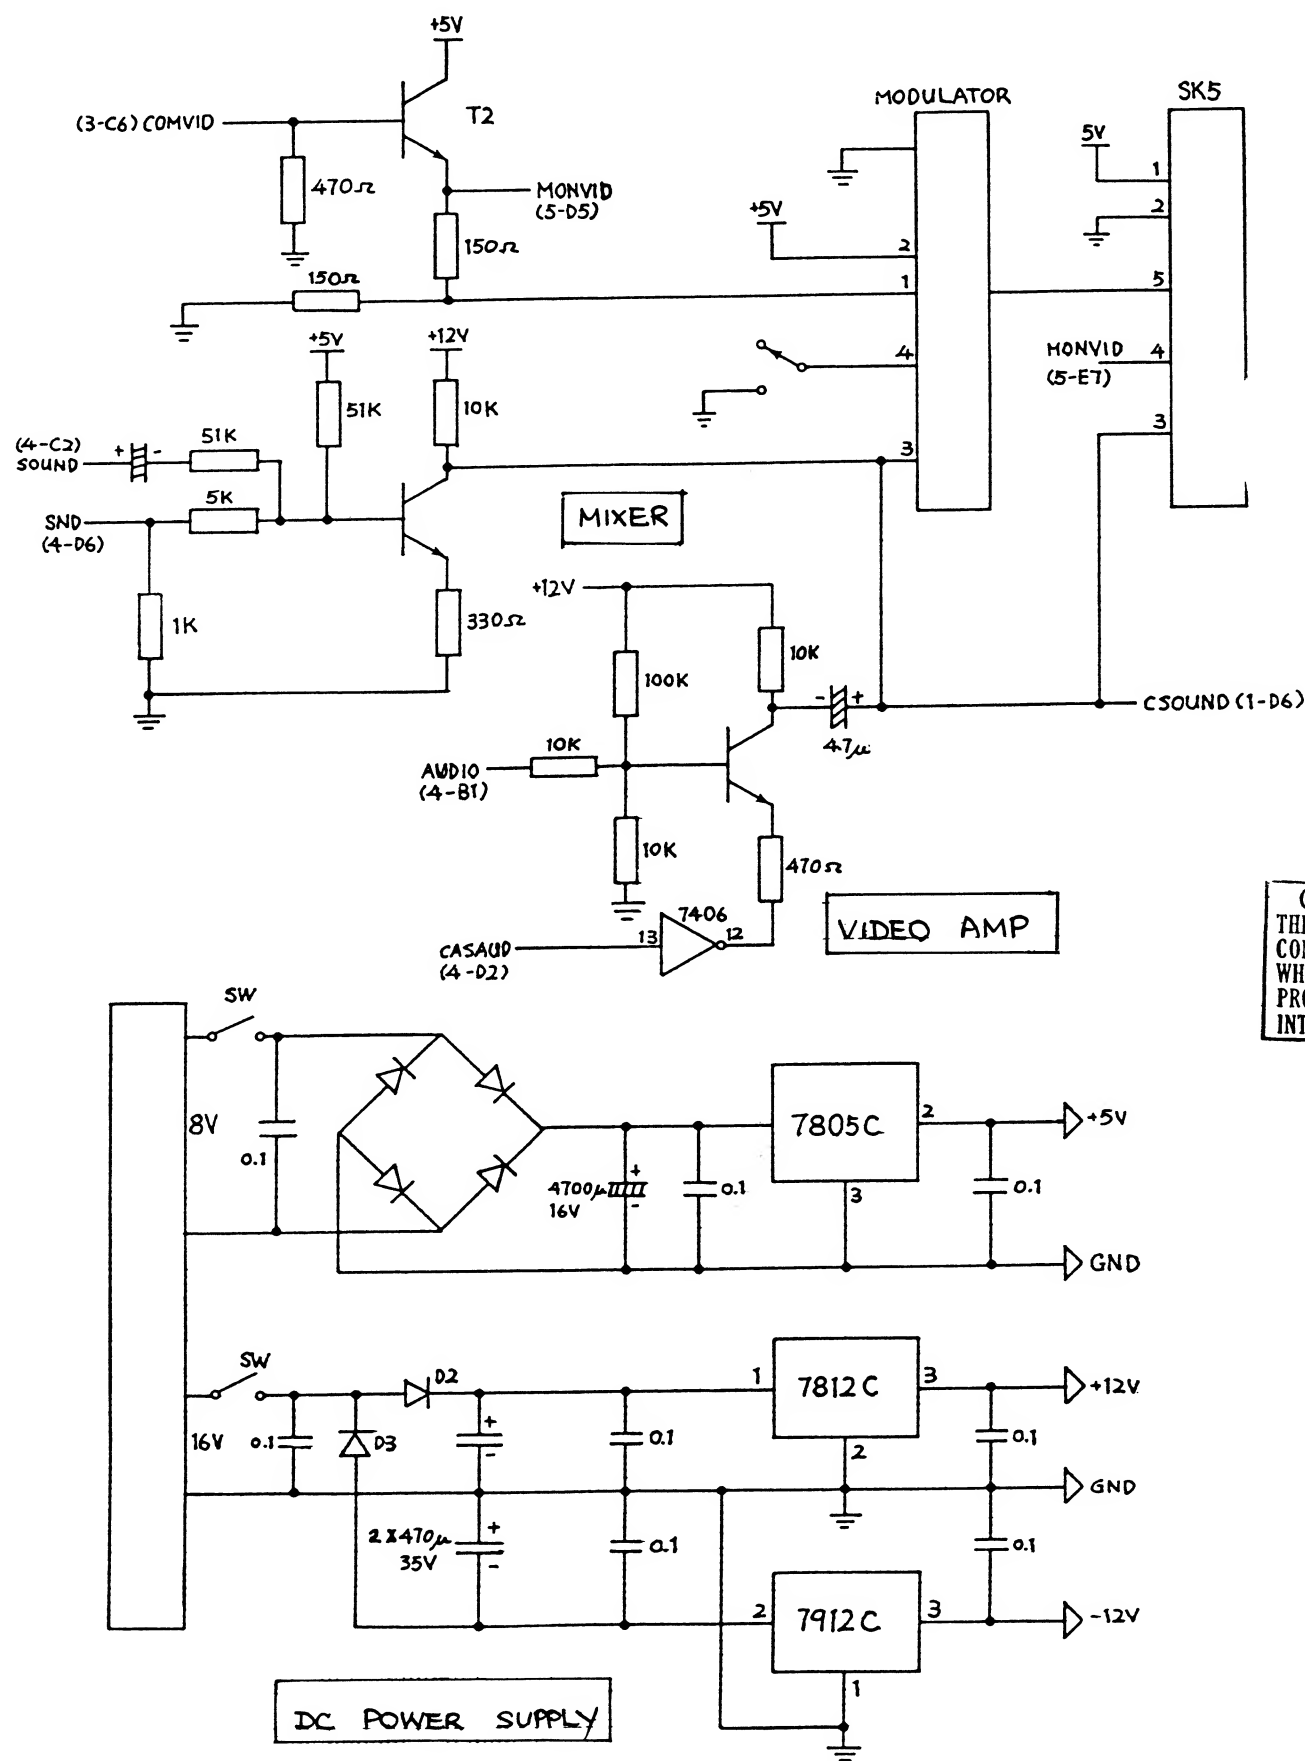 +5V
(3-C6) COMVID
T2
470Ω
MONVID
(5-D5)
150Ω
150Ω
MODULATOR
+5V
2
1
4
3
SK5
5V
1
2
5
MONVID
(5-E7)
4
3
+5V
+12V
51K
10K
(4-C2)
SOUND
+ -
51K
SND
(4-D6)
5K
1K
330Ω
MIXER
+12V
100K
10K
- +
4.7μ
CSOUND (1-D6)
AUDIO
(4-B1)
10K
10K
470Ω
7406
CASAUD
(4-D2)
13
12
VIDEO AMP
SW
8V
0.1
4700μ
16V
+
-
0.1
7805C
2
3
0.1
+5V
GND
SW
16V
0.1
D3
D2
+
-
0.1
1
7812C
3
2
0.1
+12V
GND
2X470μ
35V
+
-
0.1
0.1
2
7912C
3
1
-12V
DC POWER SUPPLY